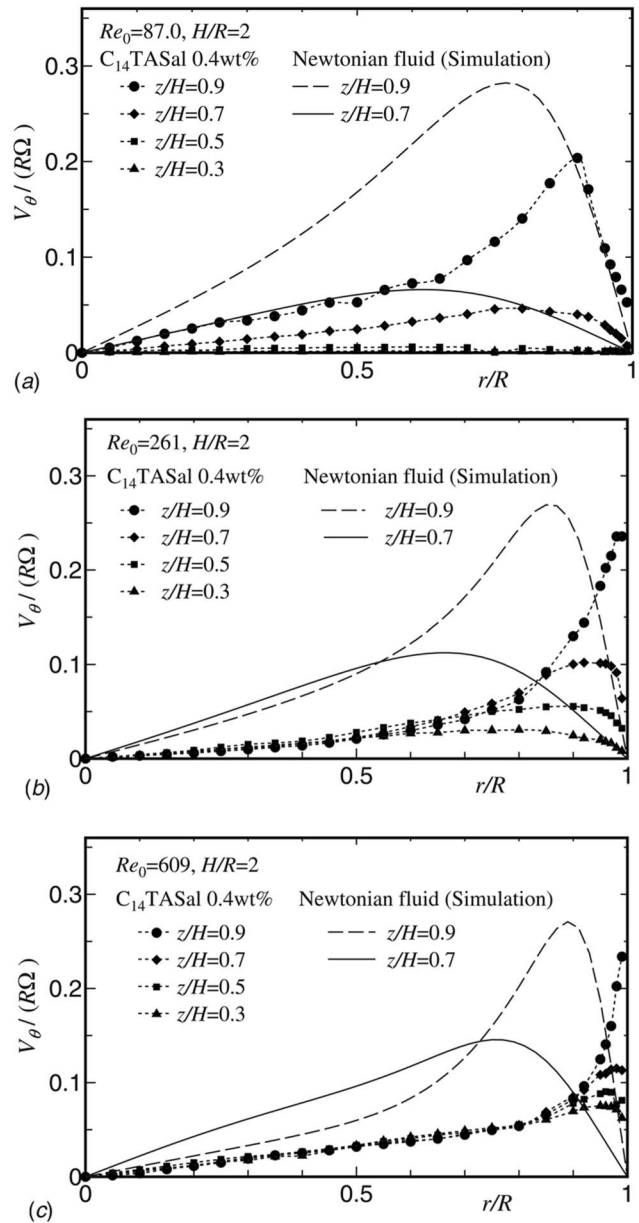 Re₀=87.0, H/R=2
C₁₄TASal 0.4wt% Newtonian fluid (Simulation)
z/H=0.9 z/H=0.9
z/H=0.7 z/H=0.7
z/H=0.5
z/H=0.3
0.3
0.2
0.1
0
V_θ / (RΩ)
0 0.5 r/R 1
(a)
Re₀=261, H/R=2
C₁₄TASal 0.4wt% Newtonian fluid (Simulation)
z/H=0.9 z/H=0.9
z/H=0.7 z/H=0.7
z/H=0.5
z/H=0.3
0.3
0.2
0.1
0
V_θ / (RΩ)
0 0.5 r/R 1
(b)
Re₀=609, H/R=2
C₁₄TASal 0.4wt% Newtonian fluid (Simulation)
z/H=0.9 z/H=0.9
z/H=0.7 z/H=0.7
z/H=0.5
z/H=0.3
0.3
0.2
0.1
0
V_θ / (RΩ)
0 0.5 r/R 1
(c)